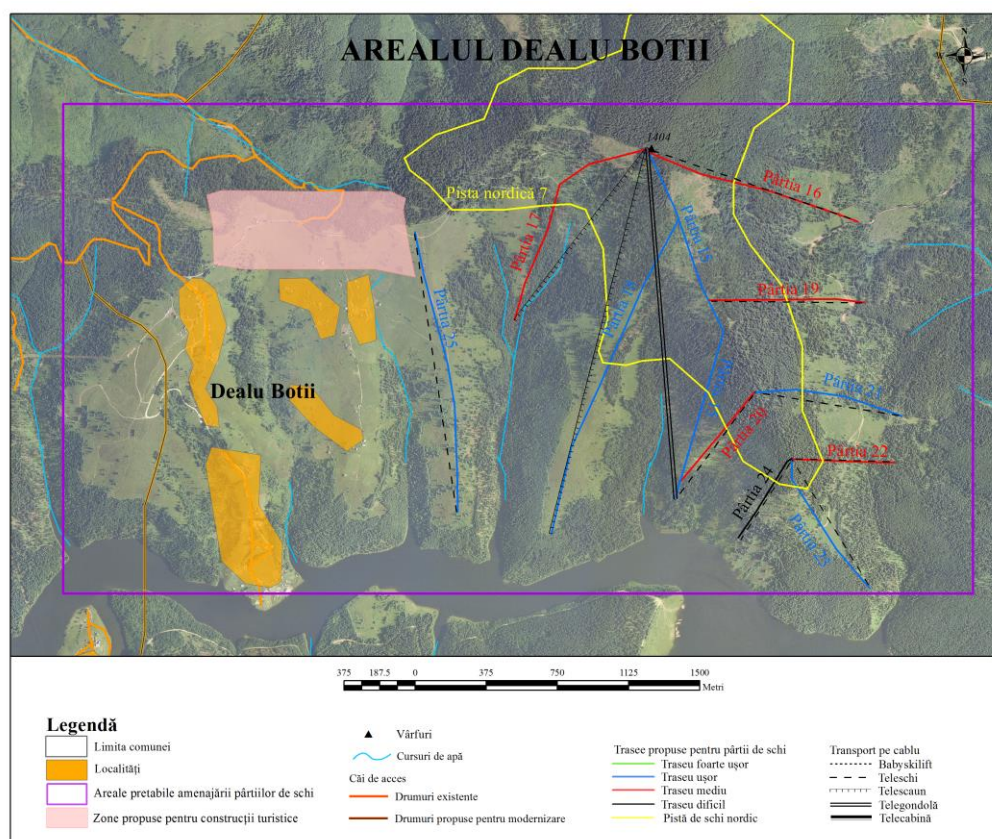 AREALUL DEALU BOTII
1404
Pista nordică 7
Pârtia 16
Pârtia 17
Pârtia 15
Pârtia 18
Pârtia 19
Pârtia 25
Dealu Botii
Pârtia 20
Pârtia 22
Pârtia 24
375 187.5 0 375 750 1125 1500
Metri
Legendă
Limita comunei
Localități
Areale pretabile amenajării pârtiilor de schi
Zone propuse pentru construcții turistice
Vârfuri
Cursuri de apă
Căi de acces
Drumuri existente
Drumuri propuse pentru modernizare
Trasee propuse pentru pârtii de schi
Traseu foarte ușor
Traseu ușor
Traseu mediu
Traseu dificil
Pistă de schi nordic
Transport pe cablu
Babyskilift
Teleschi
Telescaun
Telegondolă
Telecabină